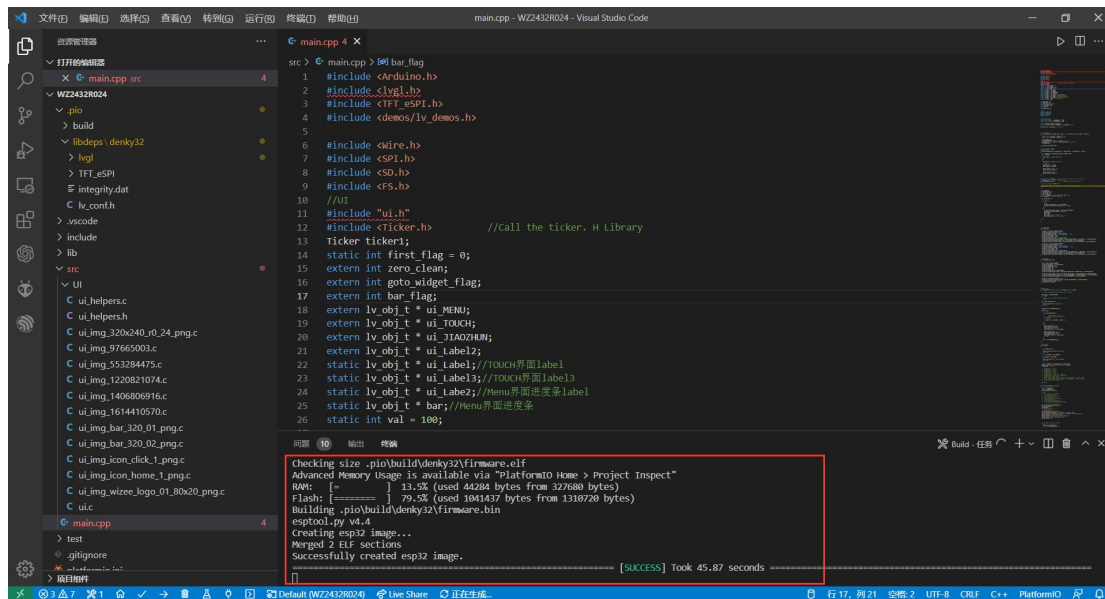 文件(F) 编辑(E) 选择(S) 查看(V) 转到(G) 运行(R) 终端(T) 帮助(H) main.cpp - WZ2432R024 - Visual Studio Code
资源管理器
打开的编辑器
main.cpp src 4
WZ2432R024
.pio
build
libdeps \ denky32
lvgl
TFT_eSPI
integrity.dat
lv_conf.h
.vscode
include
lib
src
UI
ui_helpers.c
ui_helpers.h
ui_img_320x240_r0_24_png.c
ui_img_97665003.c
ui_img_553284475.c
ui_img_1220821074.c
ui_img_1406806916.c
ui_img_1614410570.c
ui_img_bar_320_01_png.c
ui_img_bar_320_02_png.c
ui_img_icon_click_1_png.c
ui_img_icon_home_1_png.c
ui_img_wizee_logo_01_80x20_png.c
ui.c
main.cpp 4
test
.gitignore
platformio.ini
项目组件
main.cpp 4
src > main.cpp > bar_flag
1 #include <Arduino.h>
2 #include <lvgl.h>
3 #include <TFT_eSPI.h>
4 #include <demos/lv_demos.h>
5
6 #include <Wire.h>
7 #include <SPI.h>
8 #include <SD.h>
9 #include <FS.h>
10 //UI
11 #include "ui.h"
12 #include <Ticker.h> //Call the ticker. H Library
13 Ticker ticker1;
14 static int first_flag = 0;
15 extern int zero_clean;
16 extern int goto_widget_flag;
17 extern int bar_flag;
18 extern lv_obj_t * ui_MENU;
19 extern lv_obj_t * ui_TOUCH;
20 extern lv_obj_t * ui_JIAOZHUN;
21 extern lv_obj_t * ui_Label2;
22 static lv_obj_t * ui_Label;//TOUCH界面label
23 static lv_obj_t * ui_Label3;//TOUCH界面label3
24 static lv_obj_t * ui_Labe2;//Menu界面进度条label
25 static lv_obj_t * bar;//Menu界面进度条
26 static int val = 100;
问题 10 输出 终端 Build - 任务
Checking size .pio\build\denky32\firmware.elf
Advanced Memory Usage is available via "PlatformIO Home > Project Inspect"
RAM: [= ] 13.5% (used 44284 bytes from 327680 bytes)
Flash: [======== ] 79.5% (used 1041437 bytes from 1310720 bytes)
Building .pio\build\denky32\firmware.bin
esptool.py v4.4
Creating esp32 image...
Merged 2 ELF sections
Successfully created esp32 image.
[SUCCESS] Took 45.87 seconds
3 7 1 Default (WZ2432R024) Live Share 正在生成... 行 17，列 21 空格: 2 UTF-8 CRLF C++ PlatformIO